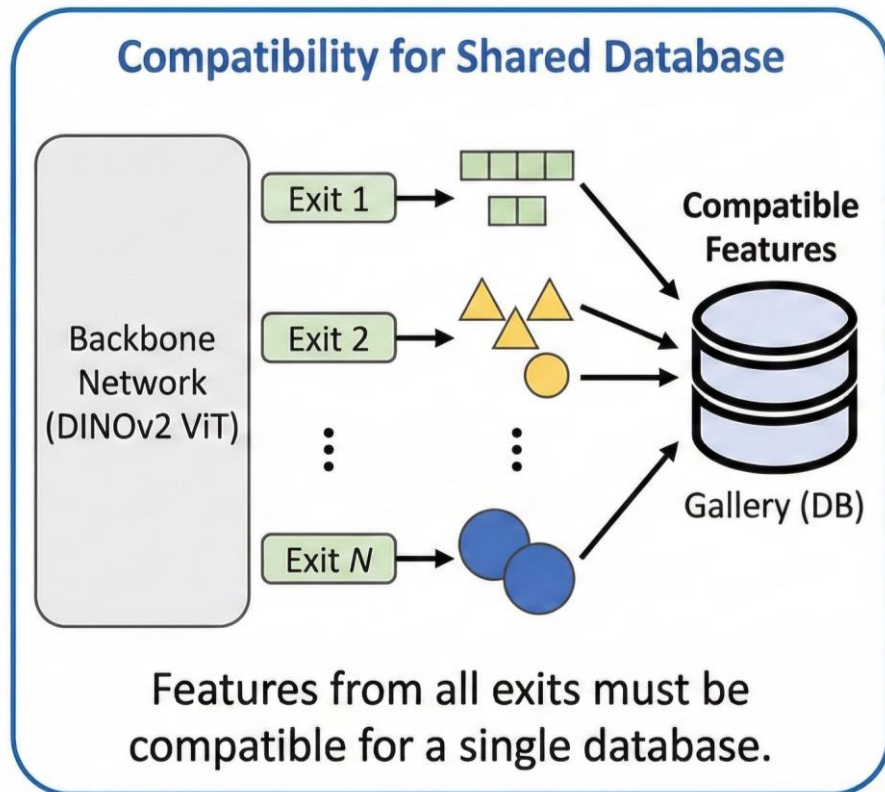 Compatibility for Shared Database
Backbone
Network
(DINOv2 ViT)
Exit 1
Exit 2
Exit N
Compatible
Features
Gallery (DB)
Features from all exits must be
compatible for a single database.